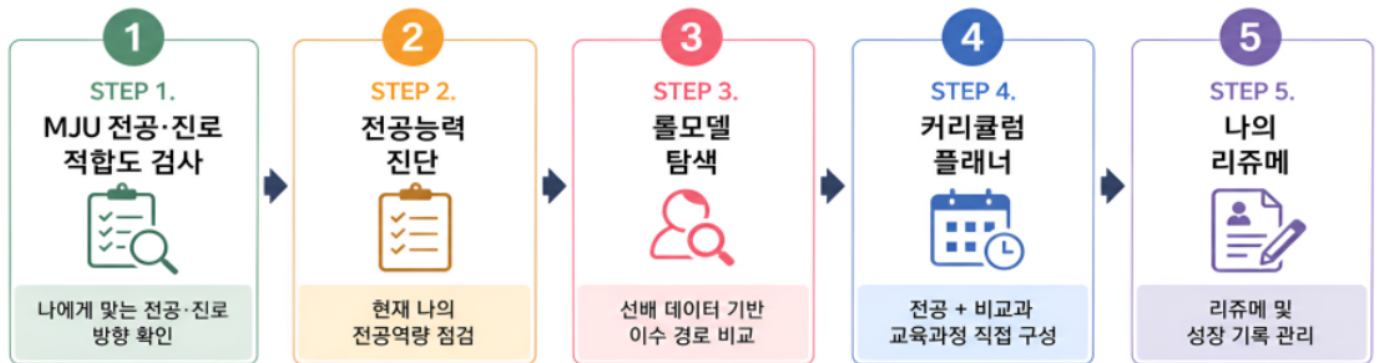 1
STEP 1.
MJU 전공·진로
적합도 검사
나에게 맞는 전공·진로
방향 확인
2
STEP 2.
전공능력
진단
현재 나의
전공역량 점검
3
STEP 3.
롤모델
탐색
선배 데이터 기반
이수 경로 비교
4
STEP 4.
커리큘럼
플래너
전공 + 비교과
교육과정 직접 구성
5
STEP 5.
나의
리쥬메
리쥬메 및
성장 기록 관리